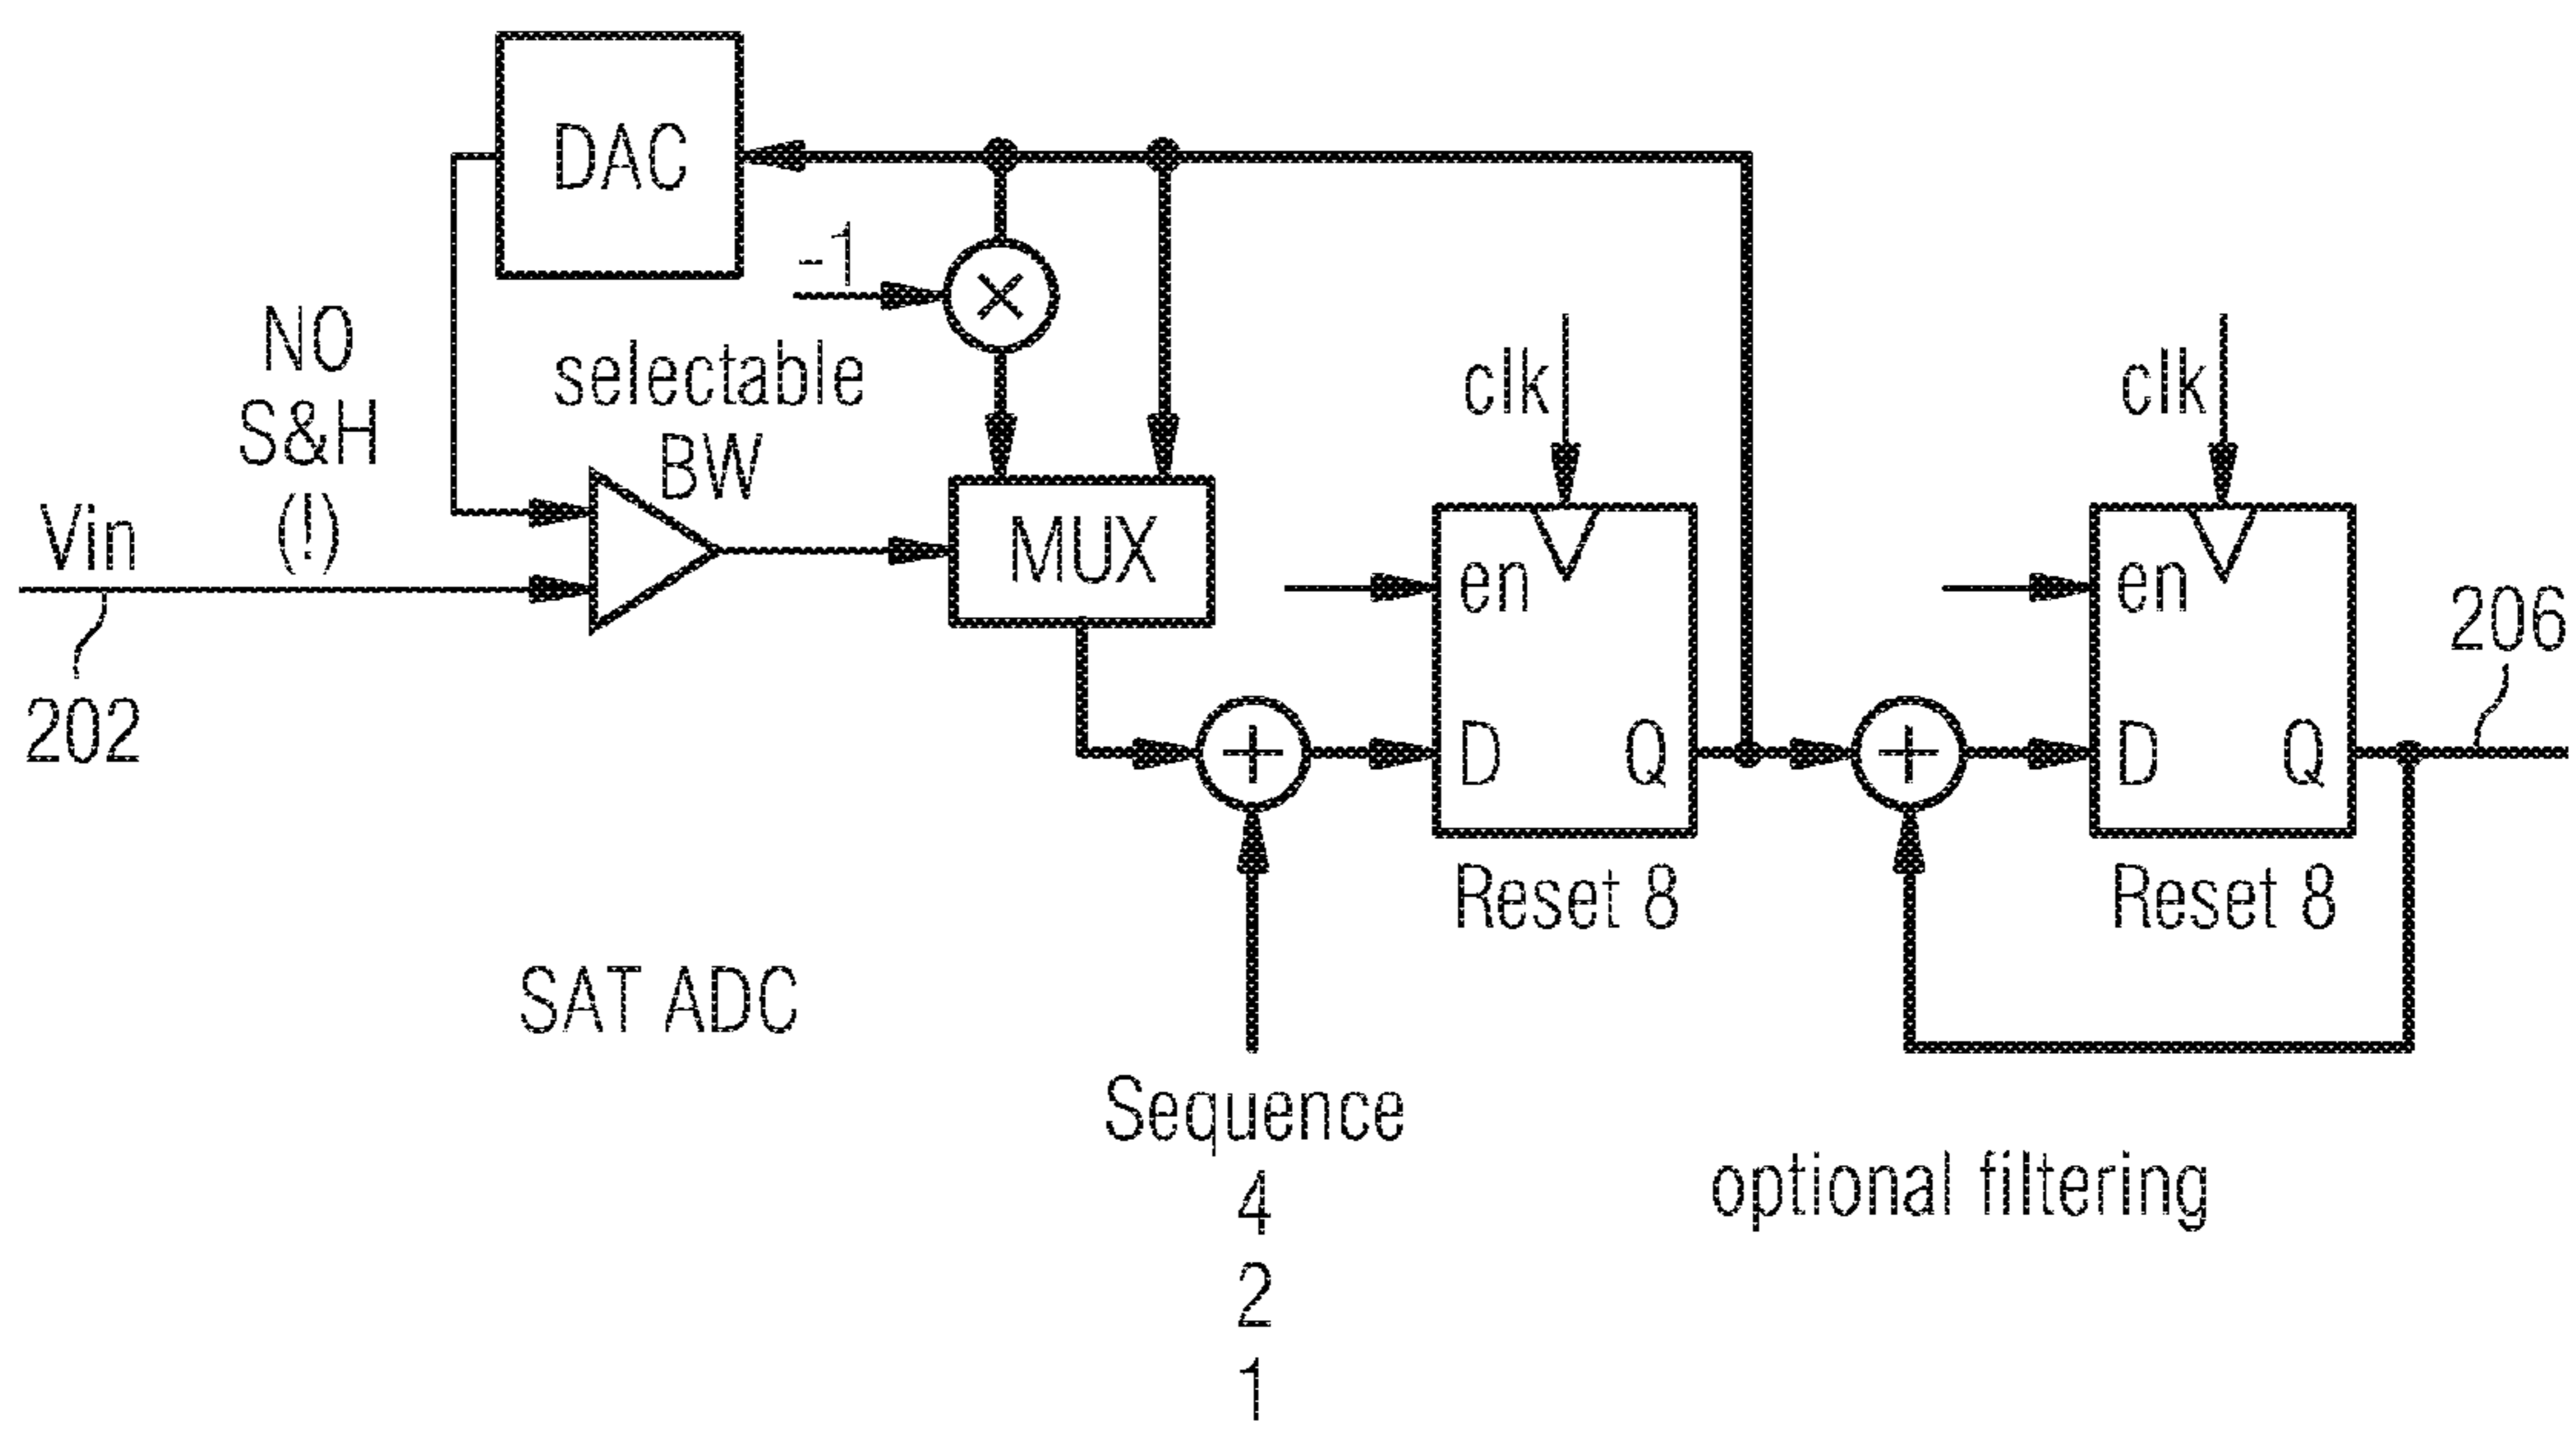 DAC
-1
NO
S&H
(!)
selectable
BW
clk
clk
Vin
MUX
en
en
206
202
D
Q
D
Q
Reset 8
Reset 8
SAT ADC
Sequence
4
2
1
optional filtering